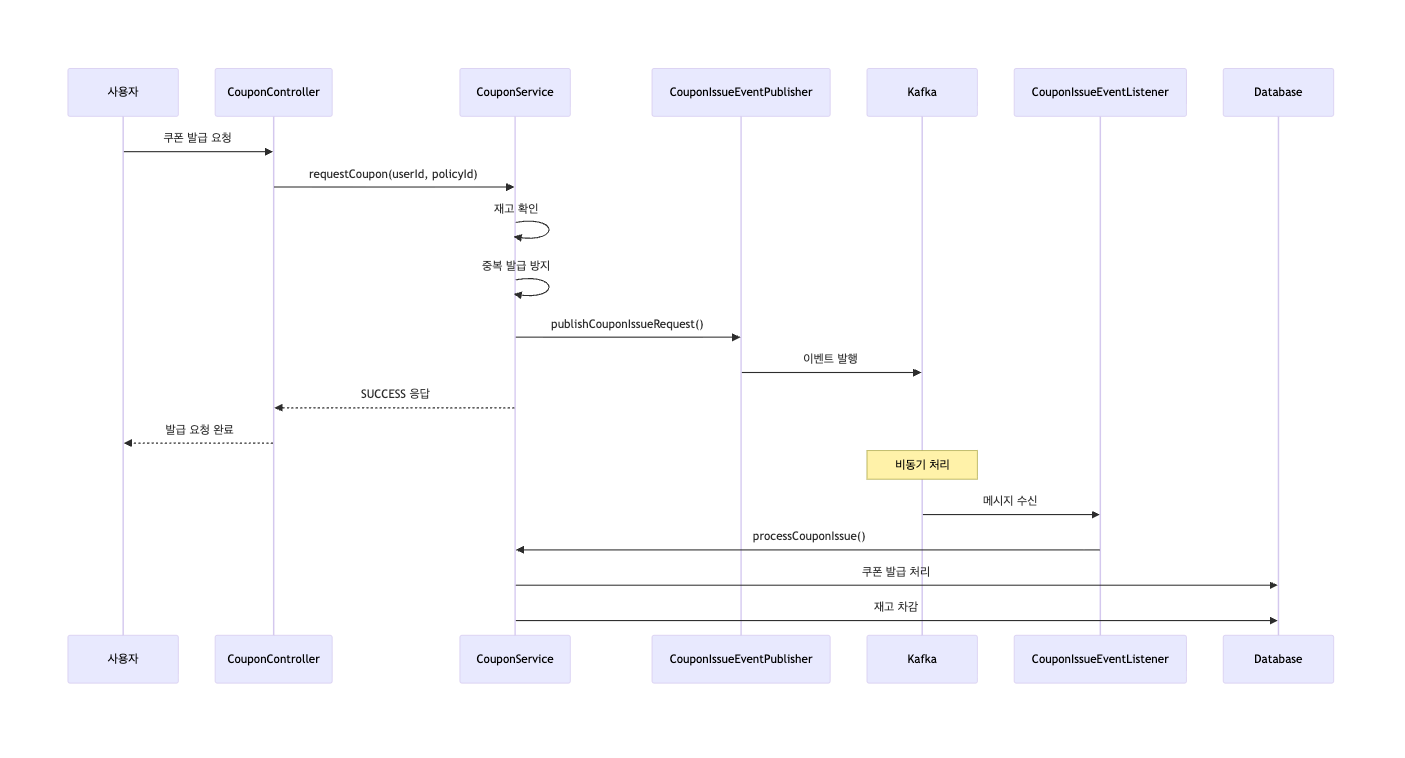 사용자
CouponController
CouponService
CouponIssueEventPublisher
Kafka
CouponIssueEventListener
Database
쿠폰 발급 요청
requestCoupon(userId, policyId)
재고 확인
중복 발급 방지
publishCouponIssueRequest()
이벤트 발행
SUCCESS 응답
발급 요청 완료
비동기 처리
메시지 수신
processCouponIssue()
쿠폰 발급 처리
재고 차감
사용자
CouponController
CouponService
CouponIssueEventPublisher
Kafka
CouponIssueEventListener
Database